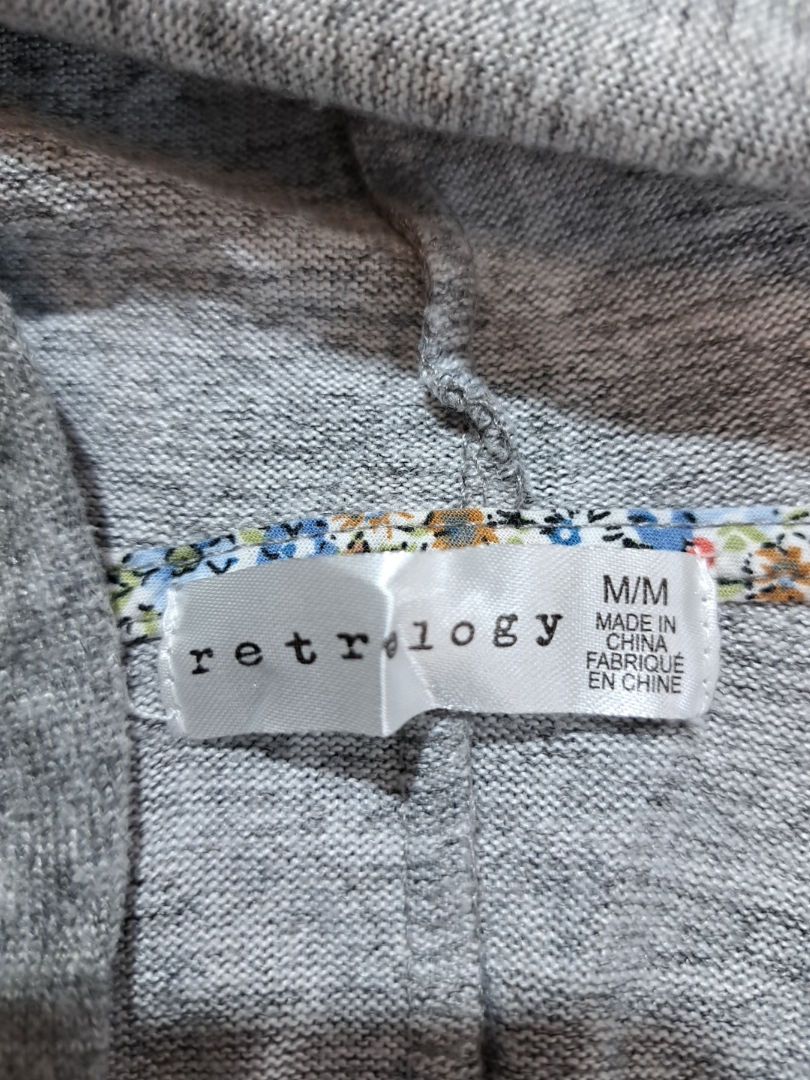 retrology
M/M
MADE IN
CHINA
FABRIQUÉ
EN CHINE